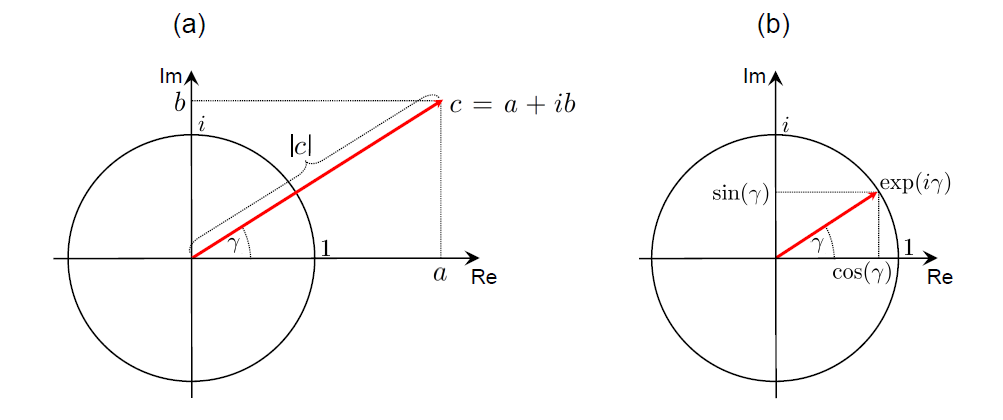 (a)
Im
b
i
c = a + ib
|c|
γ
1
a
Re
(b)
Im
i
sin(γ)
exp(iγ)
γ
1
cos(γ)
Re